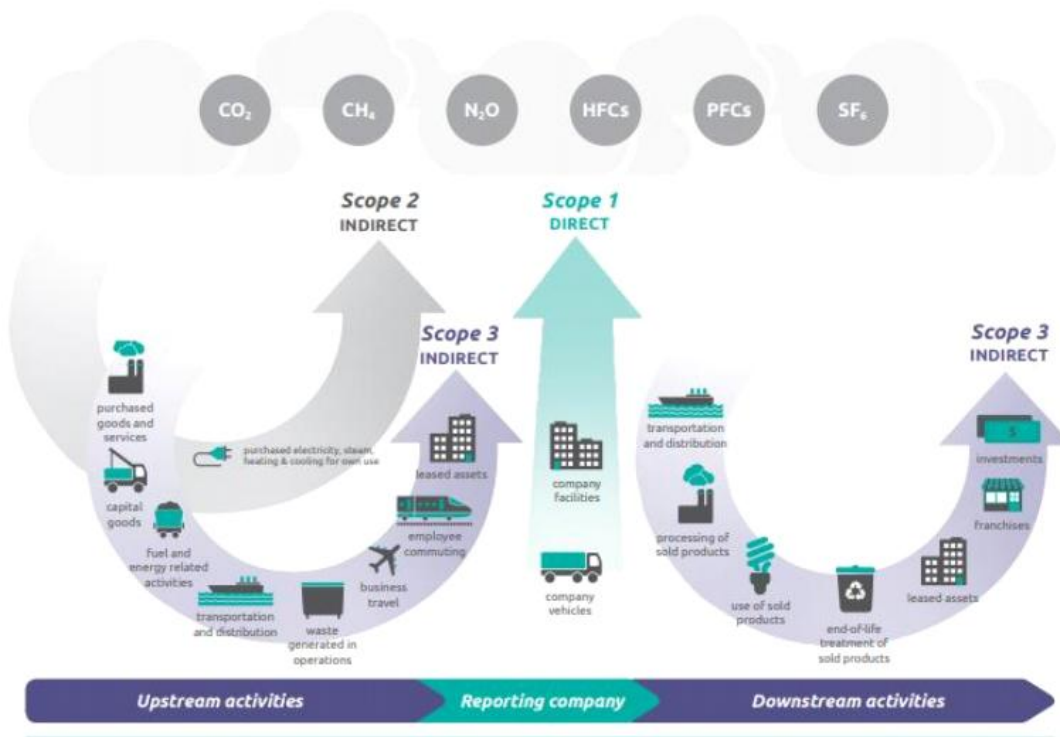 CO₂
CH₄
N₂O
HFCs
PFCs
SF₆
Scope 2
INDIRECT
Scope 1
DIRECT
Scope 3
INDIRECT
Scope 3
INDIRECT
purchased
goods and
services
capital
goods
fuel and
energy related
activities
transportation
and distribution
waste
generated in
operations
business
travel
employee
commuting
leased assets
purchased electricity, steam,
heating & cooling for own use
company
facilities
company
vehicles
transportation
and distribution
processing of
sold products
use of sold
products
end-of-life
treatment of
sold products
leased assets
franchises
investments
$
Upstream activities
Reporting company
Downstream activities